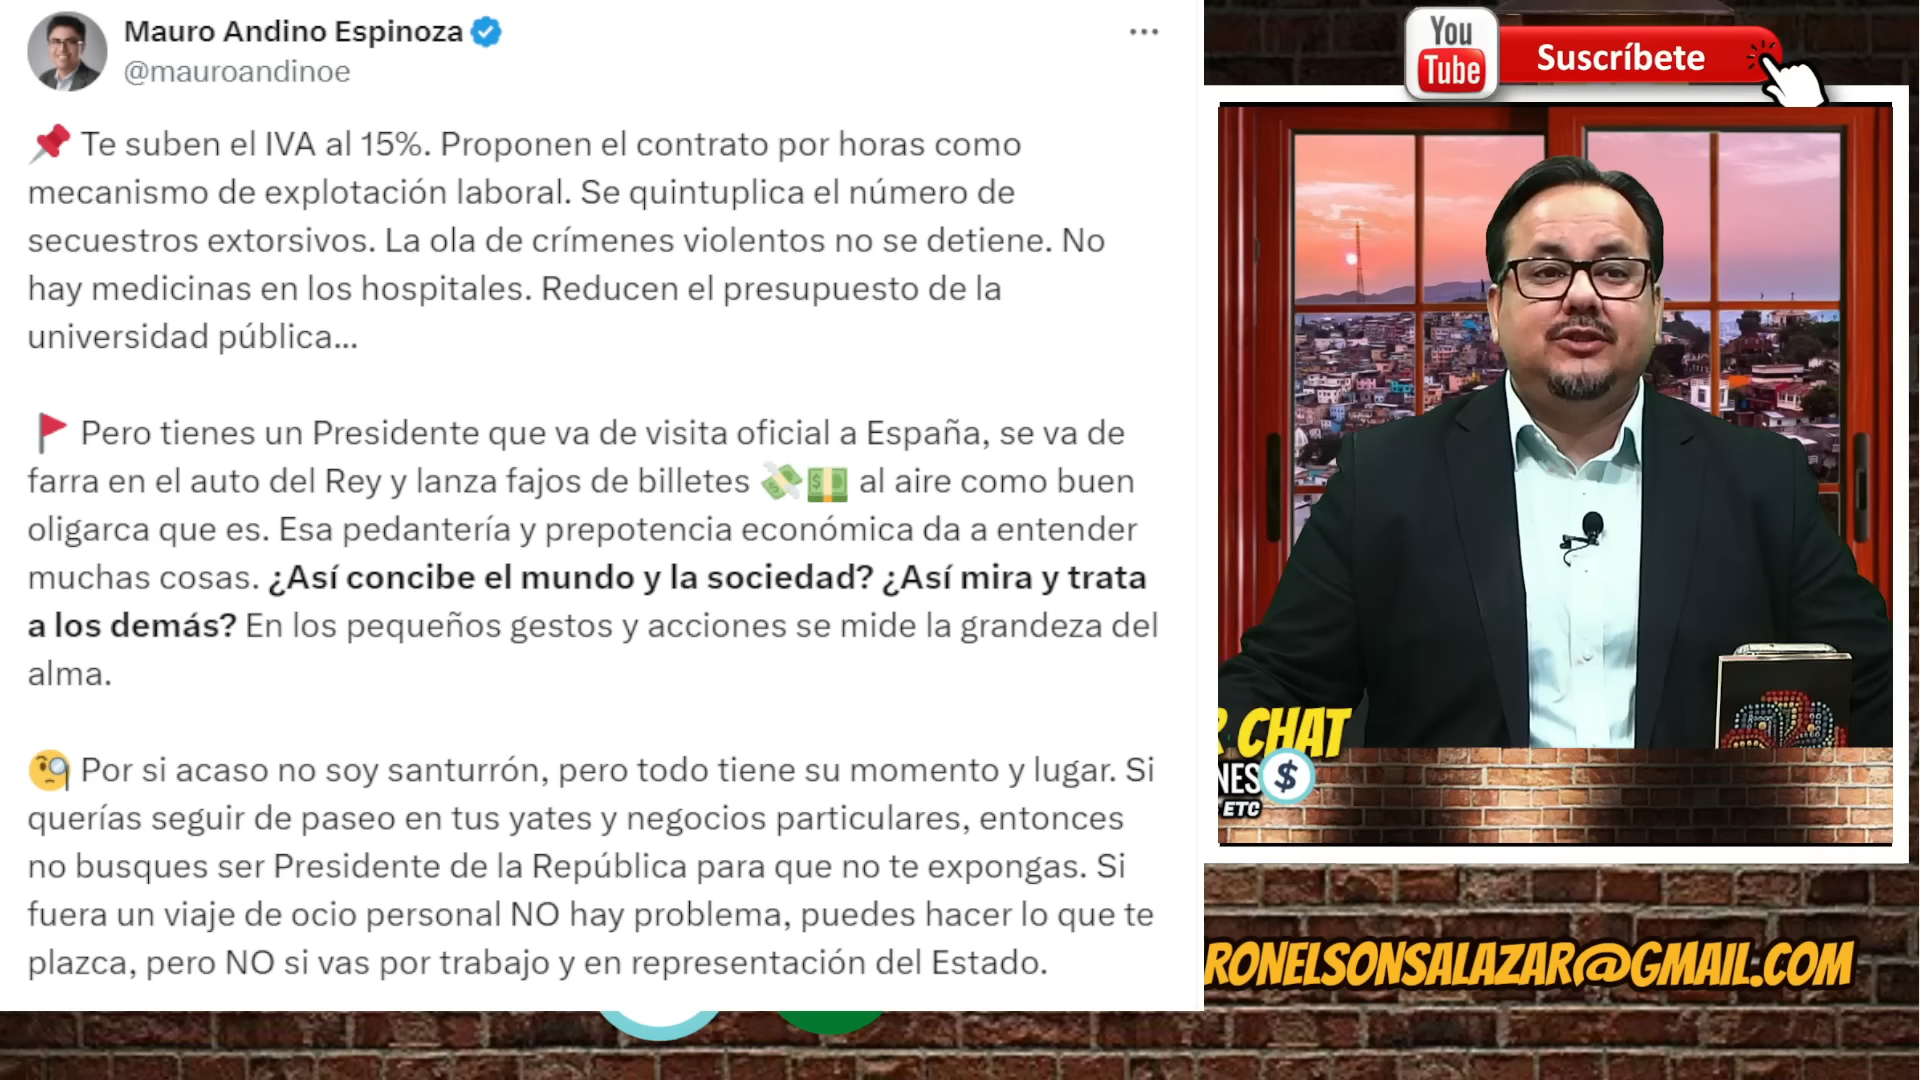 Mauro Andino Espinoza
@mauroandinoe
Te suben el IVA al 15%. Proponen el contrato por horas como
mecanismo de explotación laboral. Se quintuplica el número de
secuestros extorsivos. La ola de crímenes violentos no se detiene. No
hay medicinas en los hospitales. Reducen el presupuesto de la
universidad pública...
Pero tienes un Presidente que va de visita oficial a España, se va de
farra en el auto del Rey y lanza fajos de billetes al aire como buen
oligarca que es. Esa pedantería y prepotencia económica da a entender
muchas cosas. ¿Así concibe el mundo y la sociedad? ¿Así mira y trata
a los demás? En los pequeños gestos y acciones se mide la grandeza del
alma.
Por si acaso no soy santurrón, pero todo tiene su momento y lugar. Si
querías seguir de paseo en tus yates y negocios particulares, entonces
no busques ser Presidente de la República para que no te expongas. Si
fuera un viaje de ocio personal NO hay problema, puedes hacer lo que te
plazca, pero NO si vas por trabajo y en representación del Estado.
You
Tube
Suscríbete
R CHAT
NES $
ETC
RONELSONSALAZAR@GMAIL.COM